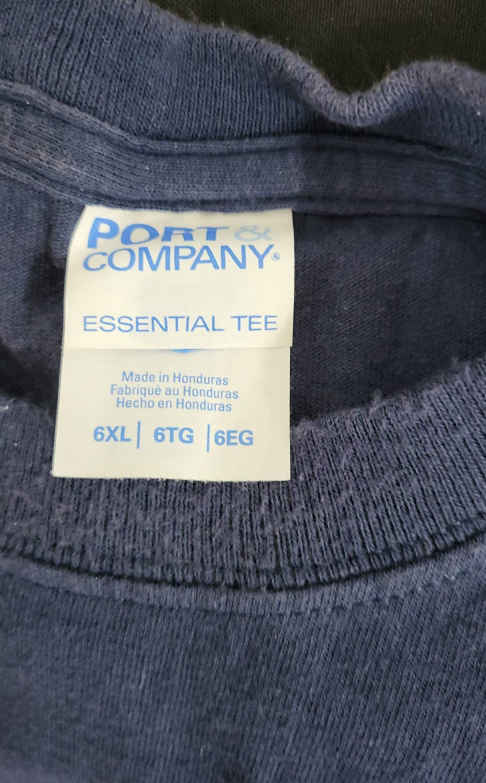 PORT &
COMPANY®
ESSENTIAL TEE
Made in Honduras
Fabriqué au Honduras
Hecho en Honduras
6XL | 6TG | 6EG